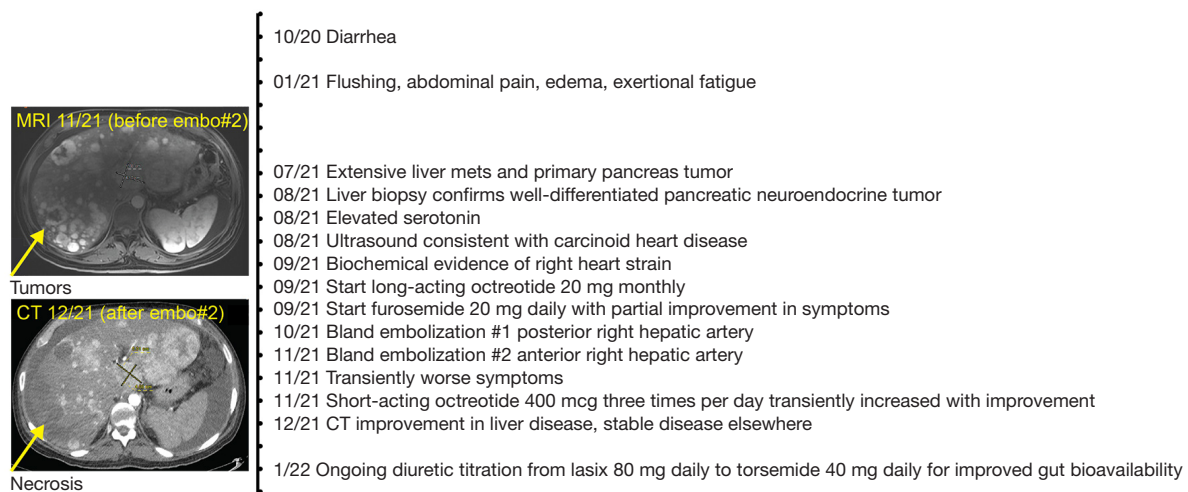 10/20 Diarrhea
01/21 Flushing, abdominal pain, edema, exertional fatigue
MRI 11/21 (before embo#2)
07/21 Extensive liver mets and primary pancreas tumor
08/21 Liver biopsy confirms well-differentiated pancreatic neuroendocrine tumor
08/21 Elevated serotonin
08/21 Ultrasound consistent with carcinoid heart disease
09/21 Biochemical evidence of right heart strain
09/21 Start long-acting octreotide 20 mg monthly
Tumors
09/21 Start furosemide 20 mg daily with partial improvement in symptoms
CT 12/21 (after embo#2)
10/21 Bland embolization #1 posterior right hepatic artery
11/21 Bland embolization #2 anterior right hepatic artery
11/21 Transiently worse symptoms
11/21 Short-acting octreotide 400 mcg three times per day transiently increased with improvement
12/21 CT improvement in liver disease, stable disease elsewhere
1/22 Ongoing diuretic titration from lasix 80 mg daily to torsemide 40 mg daily for improved gut bioavailability
Necrosis